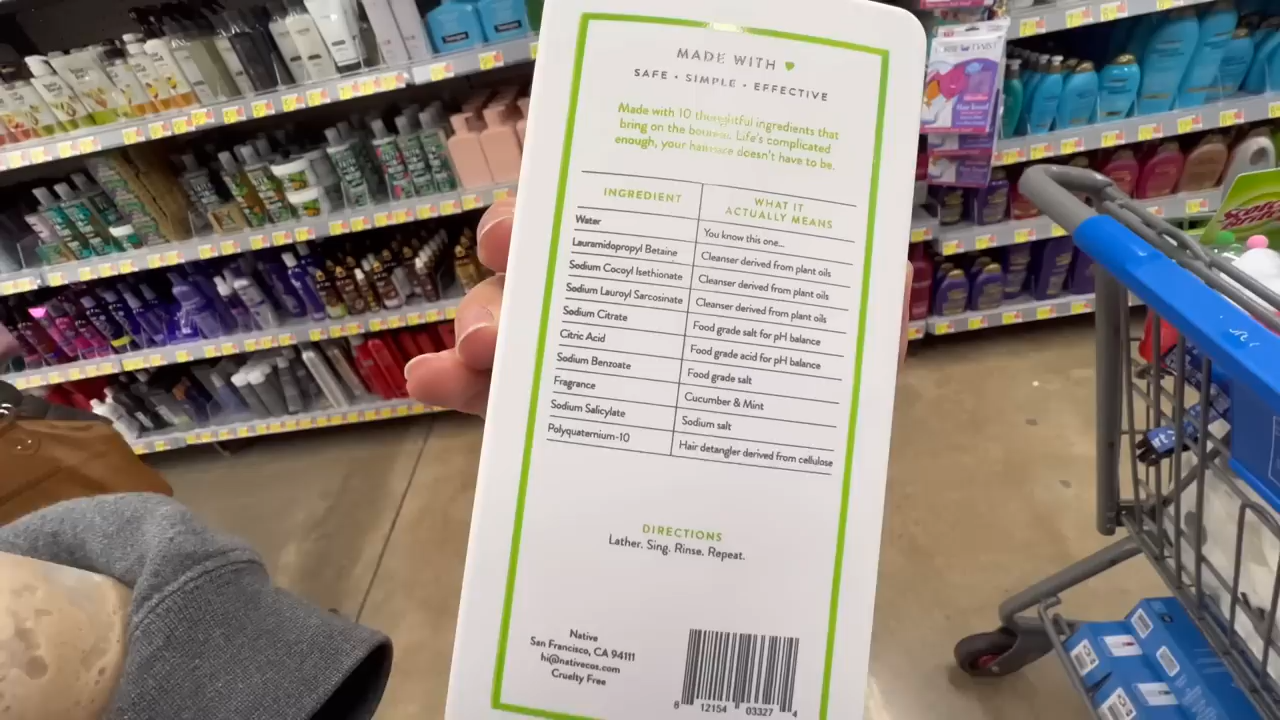 MADE WITH
SAFE • SIMPLE • EFFECTIVE
Made with 10 thoughtful ingredients that
bring on the bounce. Life's complicated
enough, your haircare doesn't have to be.
INGREDIENT
WHAT IT
ACTUALLY MEANS
Water
You know this one...
Lauramidopropyl Betaine
Cleanser derived from plant oils
Sodium Cocoyl Isethionate
Cleanser derived from plant oils
Sodium Lauroyl Sarcosinate
Cleanser derived from plant oils
Sodium Citrate
Food grade salt for pH balance
Citric Acid
Food grade acid for pH balance
Sodium Benzoate
Food grade salt
Fragrance
Cucumber & Mint
Sodium Salicylate
Sodium salt
Polyquaternium-10
Hair detangler derived from cellulose
DIRECTIONS
Lather. Sing. Rinse. Repeat.
Native
San Francisco, CA 94111
hi@nativecos.com
Cruelty Free
8 12154 03327 4